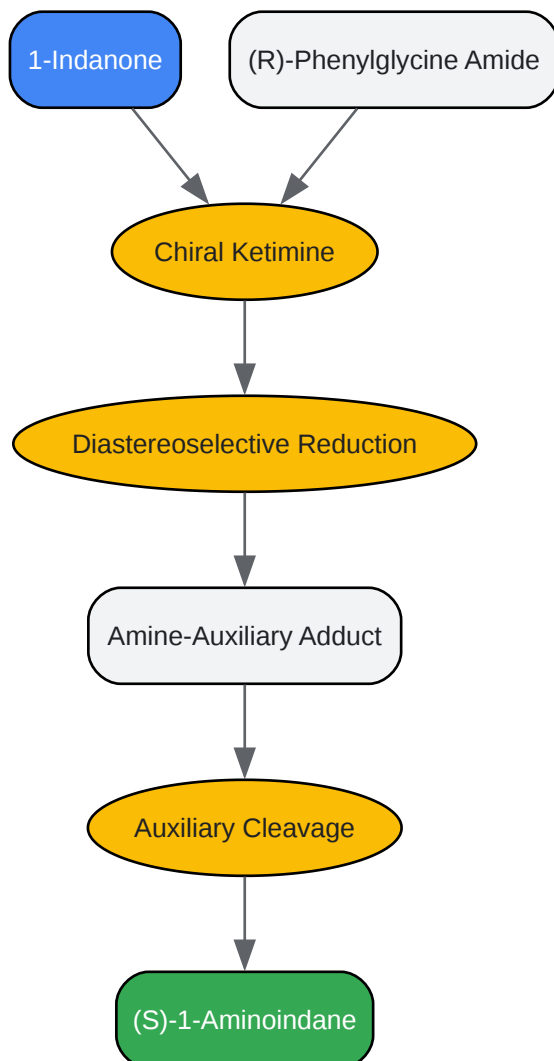 1-Indanone
(R)-Phenylglycine Amide
Chiral Ketimine
Diastereoselective Reduction
Amine-Auxiliary Adduct
Auxiliary Cleavage
(S)-1-Aminoindane